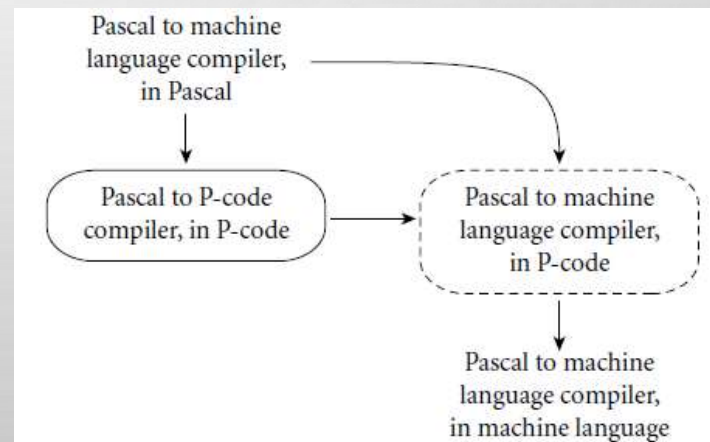 Pascal to machine
language compiler,
in Pascal
Pascal to P-code
compiler, in P-code
Pascal to machine
language compiler,
in P-code
Pascal to machine
language compiler,
in machine language